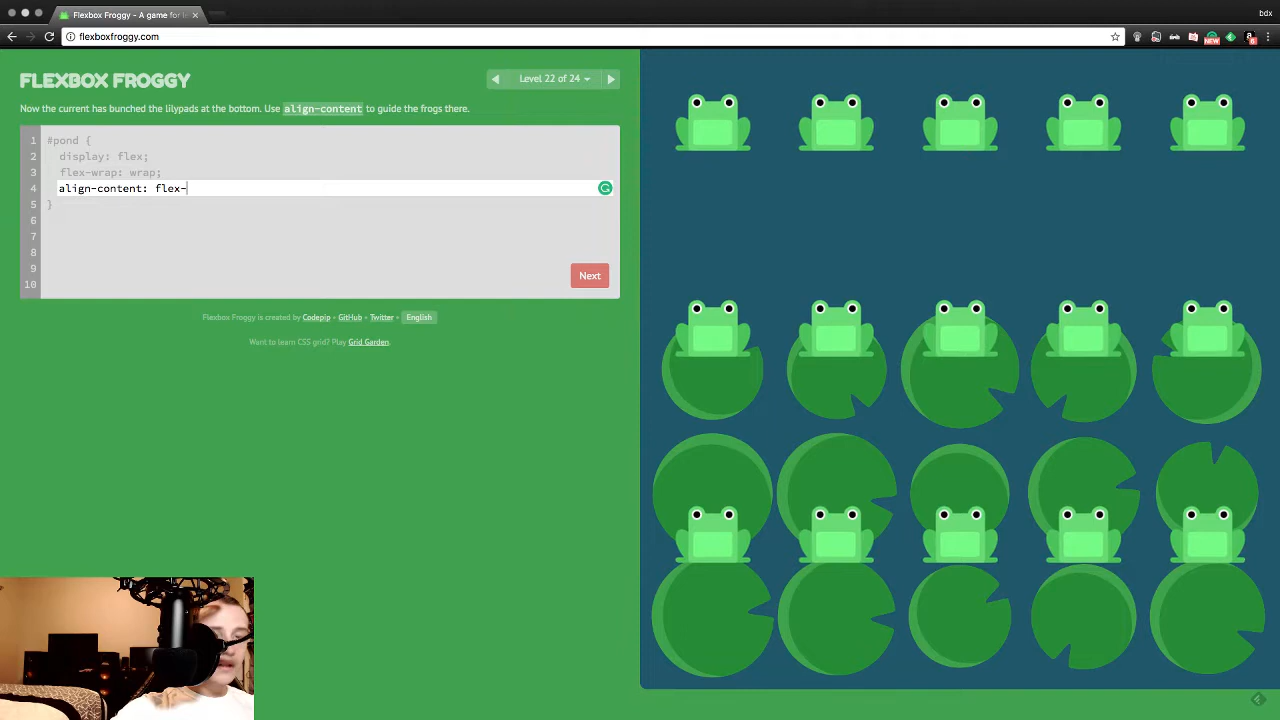 Flexbox Froggy - A game for le
bdx
flexboxfroggy.com
NEW
6
FLEXBOX FROGGY
Level 22 of 24
Now the current has bunched the lilypads at the bottom. Use align-content to guide the frogs there.
1 #pond {
2 display: flex;
3 flex-wrap: wrap;
4 align-content: flex-
5 }
6
7
8
9
10
Next
Flexbox Froggy is created by Codepip • GitHub • Twitter • English
Want to learn CSS grid? Play Grid Garden.